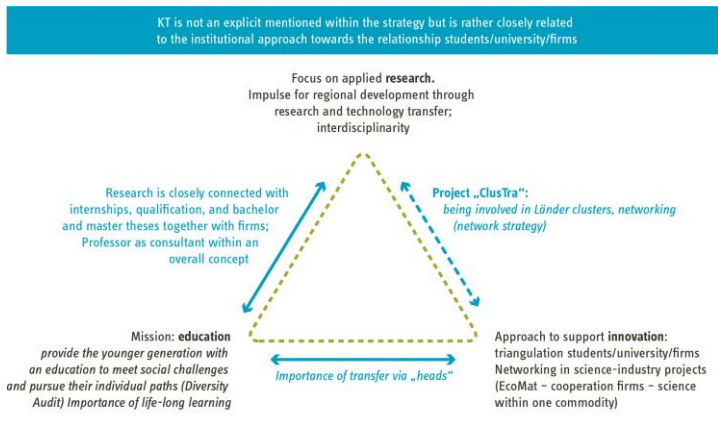 KT is not an explicit mentioned within the strategy but is rather closely related
to the institutional approach towards the relationship students/university/firms
Focus on applied research.
Impulse for regional development through
research and technology transfer;
interdisciplinarity
Research is closely connected with
internships, qualification, and bachelor
and master theses together with firms;
Professor as consultant within an
overall concept
Project „ClusTra“:
being involved in Länder clusters, networking
(network strategy)
Mission: education
provide the younger generation with
an education to meet social challenges
and pursue their individual paths (Diversity
Audit) Importance of life-long learning
Importance of transfer via „heads“
Approach to support innovation:
triangulation students/university/firms
Networking in science-industry projects
(EcoMat – cooperation firms – science
within one commodity)